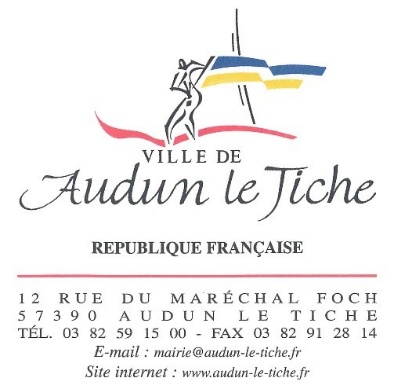 VILLE DE
Audun le Tiche
REPUBLIQUE FRANÇAISE
12 RUE DU MARÉCHAL FOCH
57390 AUDUN LE TICHE
TÉL. 03 82 59 15 00 - FAX 03 82 91 28 14
E-mail : mairie@audun-le-tiche.fr
Site internet : www.audun-le-tiche.fr